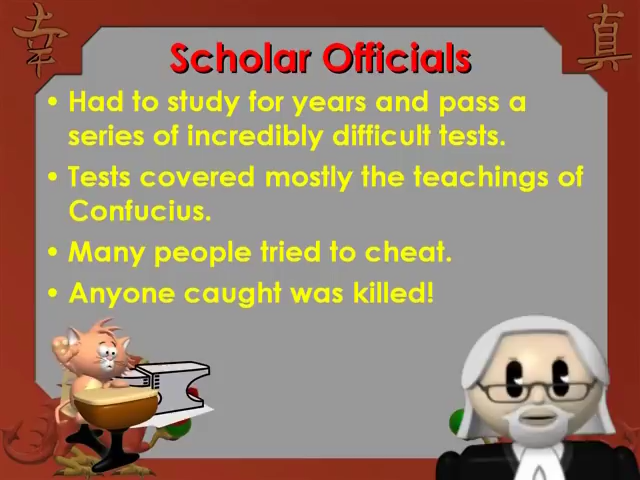 幸
真
Scholar Officials
• Had to study for years and pass a
series of incredibly difficult tests.
• Tests covered mostly the teachings of
Confucius.
• Many people tried to cheat.
• Anyone caught was killed!